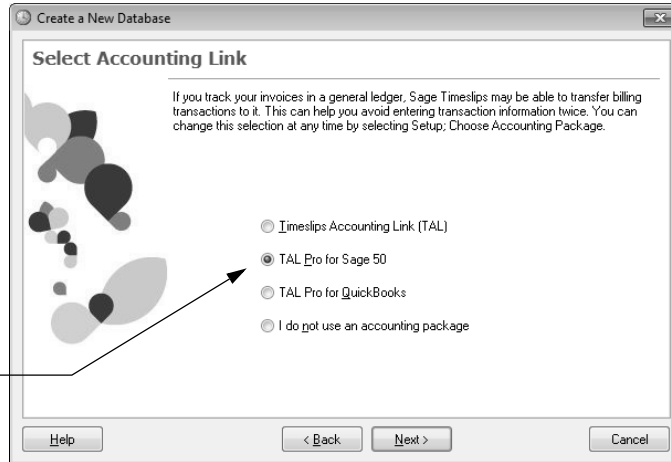 Create a New Database
Select Accounting Link
If you track your invoices in a general ledger, Sage Timeslips may be able to transfer billing
transactions to it. This can help you avoid entering transaction information twice. You can
change this selection at any time by selecting Setup; Choose Accounting Package.
Timeslips Accounting Link (TAL)
TAL Pro for Sage 50
TAL Pro for QuickBooks
I do not use an accounting package
Help
< Back
Next >
Cancel